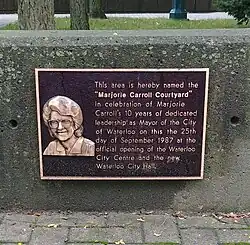 This area is hereby named the
"Marjorie Carroll Courtyard"
in celebration of Marjorie
Carroll's 10 years of dedicated
leadership as Mayor of the City
of Waterloo on this the 25th
day of September 1987 at the
official opening of the Waterloo
City Centre and the new
Waterloo City Hall.